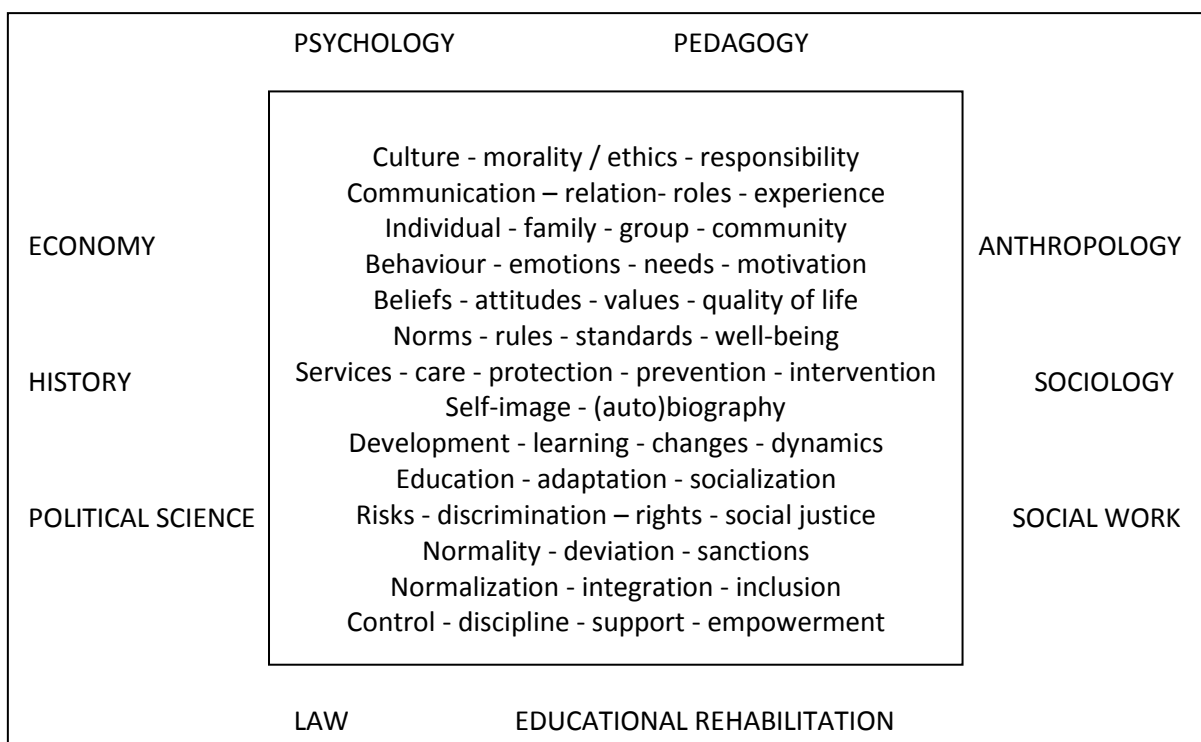 PSYCHOLOGY PEDAGOGY
Culture - morality / ethics - responsibility
Communication – relation- roles - experience
Individual - family - group - community
ECONOMY
ANTHROPOLOGY
Behaviour - emotions - needs - motivation
Beliefs - attitudes - values - quality of life
Norms - rules - standards - well-being
HISTORY
Services - care - protection - prevention - intervention
SOCIOLOGY
Self-image - (auto)biography
Development - learning - changes - dynamics
Education - adaptation - socialization
POLITICAL SCIENCE
Risks - discrimination – rights - social justice
SOCIAL WORK
Normality - deviation - sanctions
Normalization - integration - inclusion
Control - discipline - support - empowerment
LAW EDUCATIONAL REHABILITATION